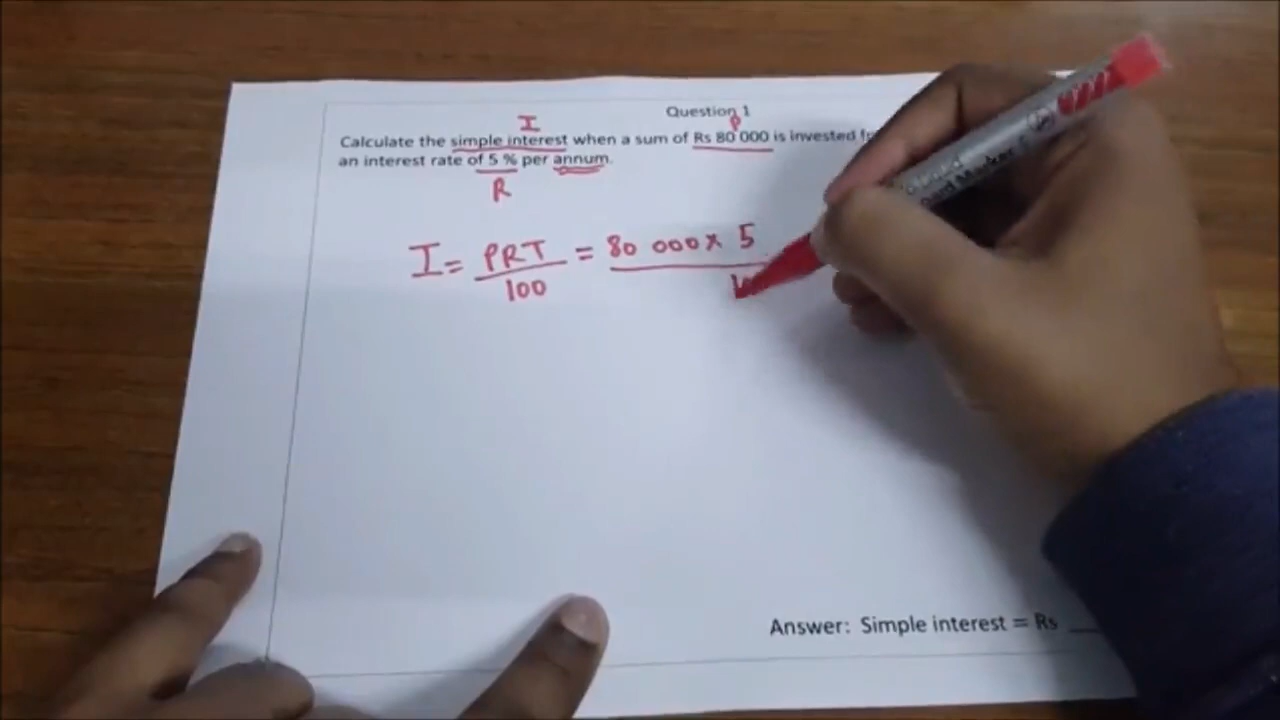 Question 1
I P
Calculate the simple interest when a sum of Rs 80 000 is invested
an interest rate of 5 % per annum.
R
I = PRT = 80 000 x 5
100
Answer: Simple interest = Rs